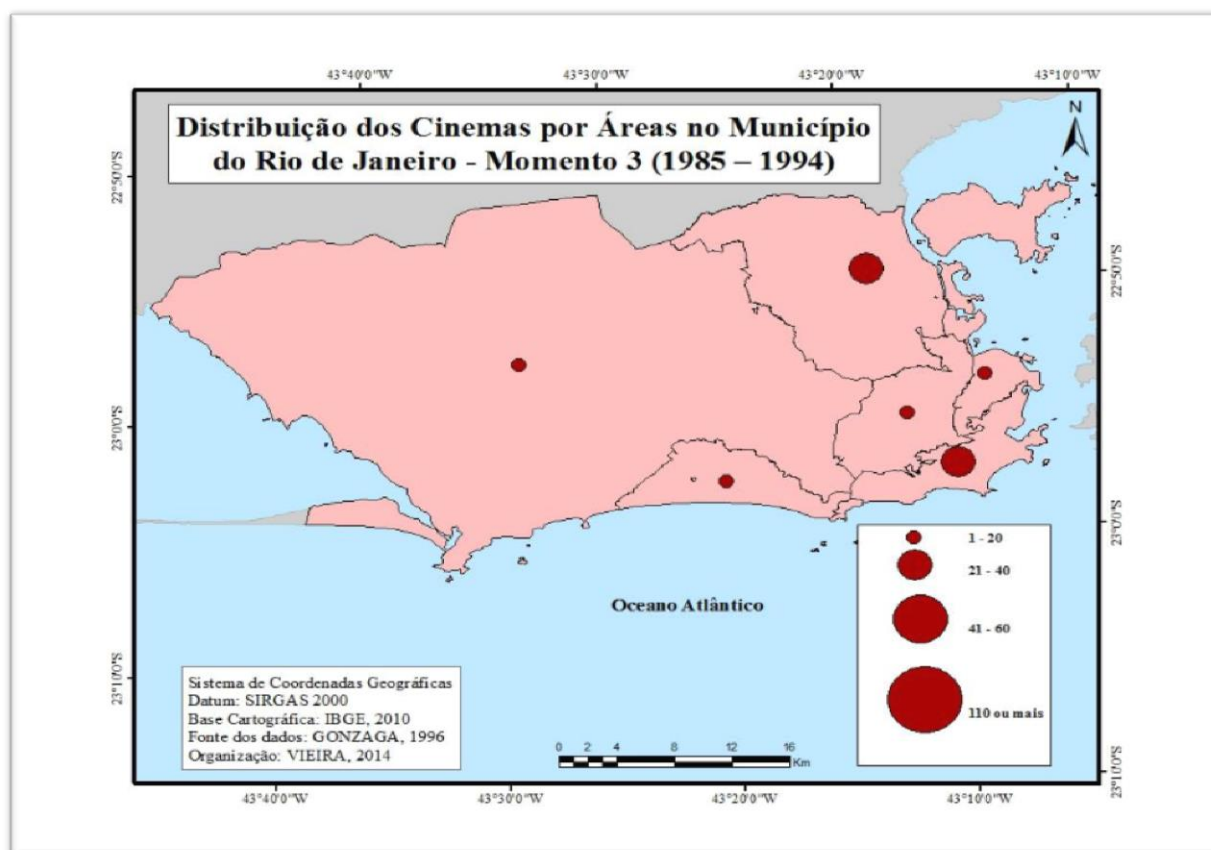 43°40'0"W 43°30'0"W 43°20'0"W 43°10'0"W
N
Distribuição dos Cinemas por Áreas no Município
do Rio de Janeiro - Momento 3 (1985 – 1994)
22°50'0"S
22°50'0"S
23°0'0"S
23°0'0"S
1 - 20
21 - 40
41 - 60
110 ou mais
Oceano Atlântico
23°10'0"S
Sistema de Coordenadas Geográficas
Datum: SIRGAS 2000
Base Cartográfica: IBGE, 2010
Fonte dos dados: GONZAGA, 1996
Organização: VIEIRA, 2014
0 2 4 8 12 16
Km
23°10'0"S
43°40'0"W 43°30'0"W 43°20'0"W 43°10'0"W